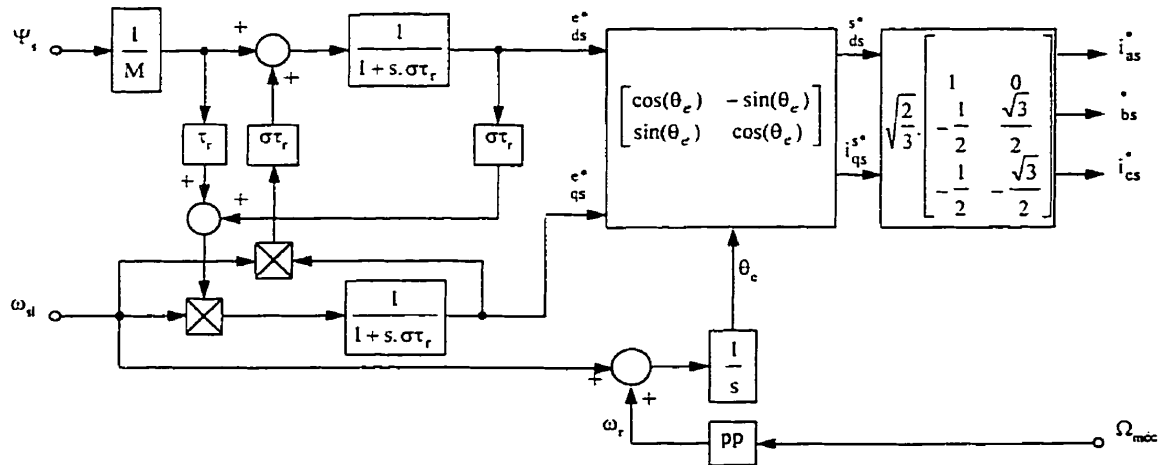 Ψs
1
M
+
+
1
1 + s.στr
e*
ds
cos(θe) −sin(θe)
sin(θe) cos(θe)
s*
ds
√2/3 .
1 0
−1/2 √3/2
−1/2 −√3/2
i*as
*bs
i*cs
τr
στr
στr
+
+
e*
qs
is*qs
ωsl
1
1 + s.στr
θe
+
+
1
s
ωr
pp
Ωméc